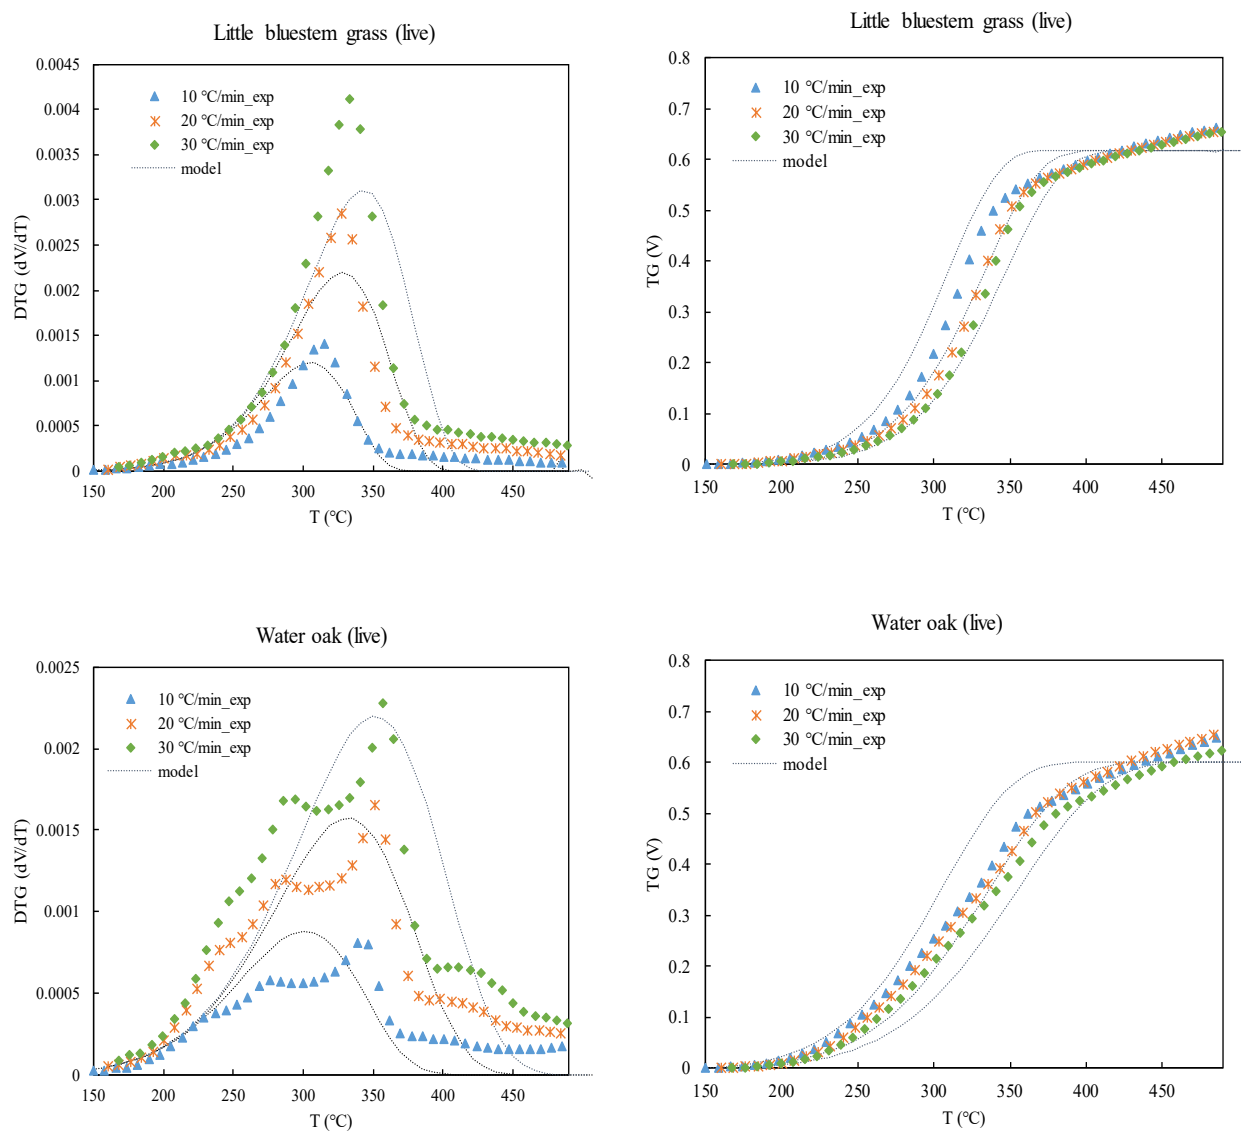 Little bluestem grass (live)
0.0045
0.004
0.0035
0.003
0.0025
0.002
0.0015
0.001
0.0005
0
DTG (dV/dT)
10 °C/min_exp
20 °C/min_exp
30 °C/min_exp
model
150 200 250 300 350 400 450
T (°C)
Little bluestem grass (live)
0.8
0.7
0.6
0.5
0.4
0.3
0.2
0.1
0
TG (V)
10 °C/min_exp
20 °C/min_exp
30 °C/min_exp
model
150 200 250 300 350 400 450
T (°C)
Water oak (live)
0.0025
0.002
0.0015
0.001
0.0005
0
DTG (dV/dT)
10 °C/min_exp
20 °C/min_exp
30 °C/min_exp
model
150 200 250 300 350 400 450
T (°C)
Water oak (live)
0.8
0.7
0.6
0.5
0.4
0.3
0.2
0.1
0
TG (V)
10 °C/min_exp
20 °C/min_exp
30 °C/min_exp
model
150 200 250 300 350 400 450
T (°C)